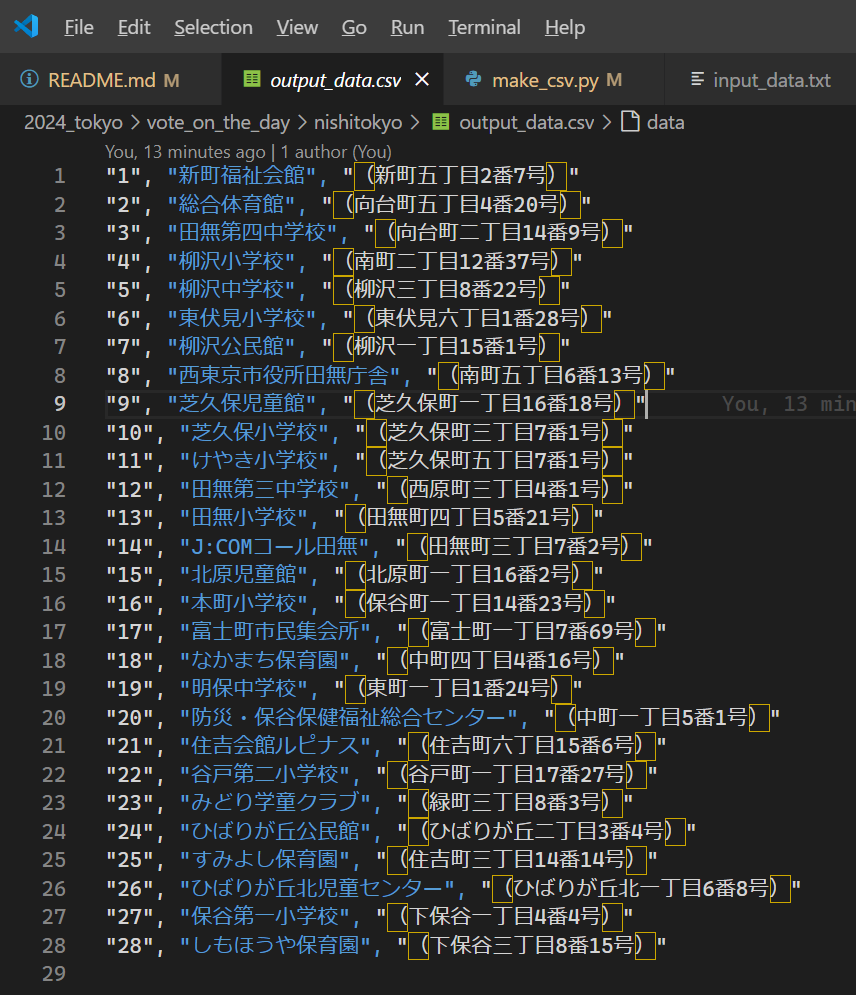 File Edit Selection View Go Run Terminal Help
README.md M output_data.csv make_csv.py M input_data.txt
2024_tokyo > vote_on_the_day > nishitokyo > output_data.csv > data
You, 13 minutes ago | 1 author (You)
1 "1", "新町福祉会館", "（新町五丁目2番7号）"
2 "2", "総合体育館", "（向台町五丁目4番20号）"
3 "3", "田無第四中学校", "（向台町二丁目14番9号）"
4 "4", "柳沢小学校", "（南町二丁目12番37号）"
5 "5", "柳沢中学校", "（柳沢三丁目8番22号）"
6 "6", "東伏見小学校", "（東伏見六丁目1番28号）"
7 "7", "柳沢公民館", "（柳沢一丁目15番1号）"
8 "8", "西東京市役所田無庁舎", "（南町五丁目6番13号）"
9 "9", "芝久保児童館", "（芝久保町一丁目16番18号）" You, 13 min
10 "10", "芝久保小学校", "（芝久保町三丁目7番1号）"
11 "11", "けやき小学校", "（芝久保町五丁目7番1号）"
12 "12", "田無第三中学校", "（西原町三丁目4番1号）"
13 "13", "田無小学校", "（田無町四丁目5番21号）"
14 "14", "J:COMコール田無", "（田無町三丁目7番2号）"
15 "15", "北原児童館", "（北原町一丁目16番2号）"
16 "16", "本町小学校", "（保谷町一丁目14番23号）"
17 "17", "富士町市民集会所", "（富士町一丁目7番69号）"
18 "18", "なかまち保育園", "（中町四丁目4番16号）"
19 "19", "明保中学校", "（東町一丁目1番24号）"
20 "20", "防災・保谷保健福祉総合センター", "（中町一丁目5番1号）"
21 "21", "住吉会館ルピナス", "（住吉町六丁目15番6号）"
22 "22", "谷戸第二小学校", "（谷戸町一丁目17番27号）"
23 "23", "みどり学童クラブ", "（緑町三丁目8番3号）"
24 "24", "ひばりが丘公民館", "（ひばりが丘二丁目3番4号）"
25 "25", "すみよし保育園", "（住吉町三丁目14番14号）"
26 "26", "ひばりが丘北児童センター", "（ひばりが丘北一丁目6番8号）"
27 "27", "保谷第一小学校", "（下保谷一丁目4番4号）"
28 "28", "しもほうや保育園", "（下保谷三丁目8番15号）"
29